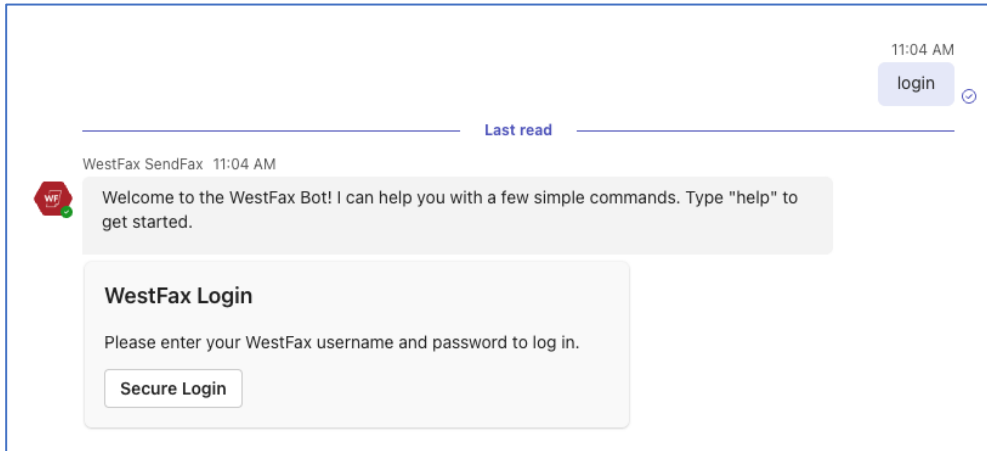 11:04 AM
login
Last read
WestFax SendFax 11:04 AM
WF
Welcome to the WestFax Bot! I can help you with a few simple commands. Type "help" to
get started.
WestFax Login
Please enter your WestFax username and password to log in.
Secure Login